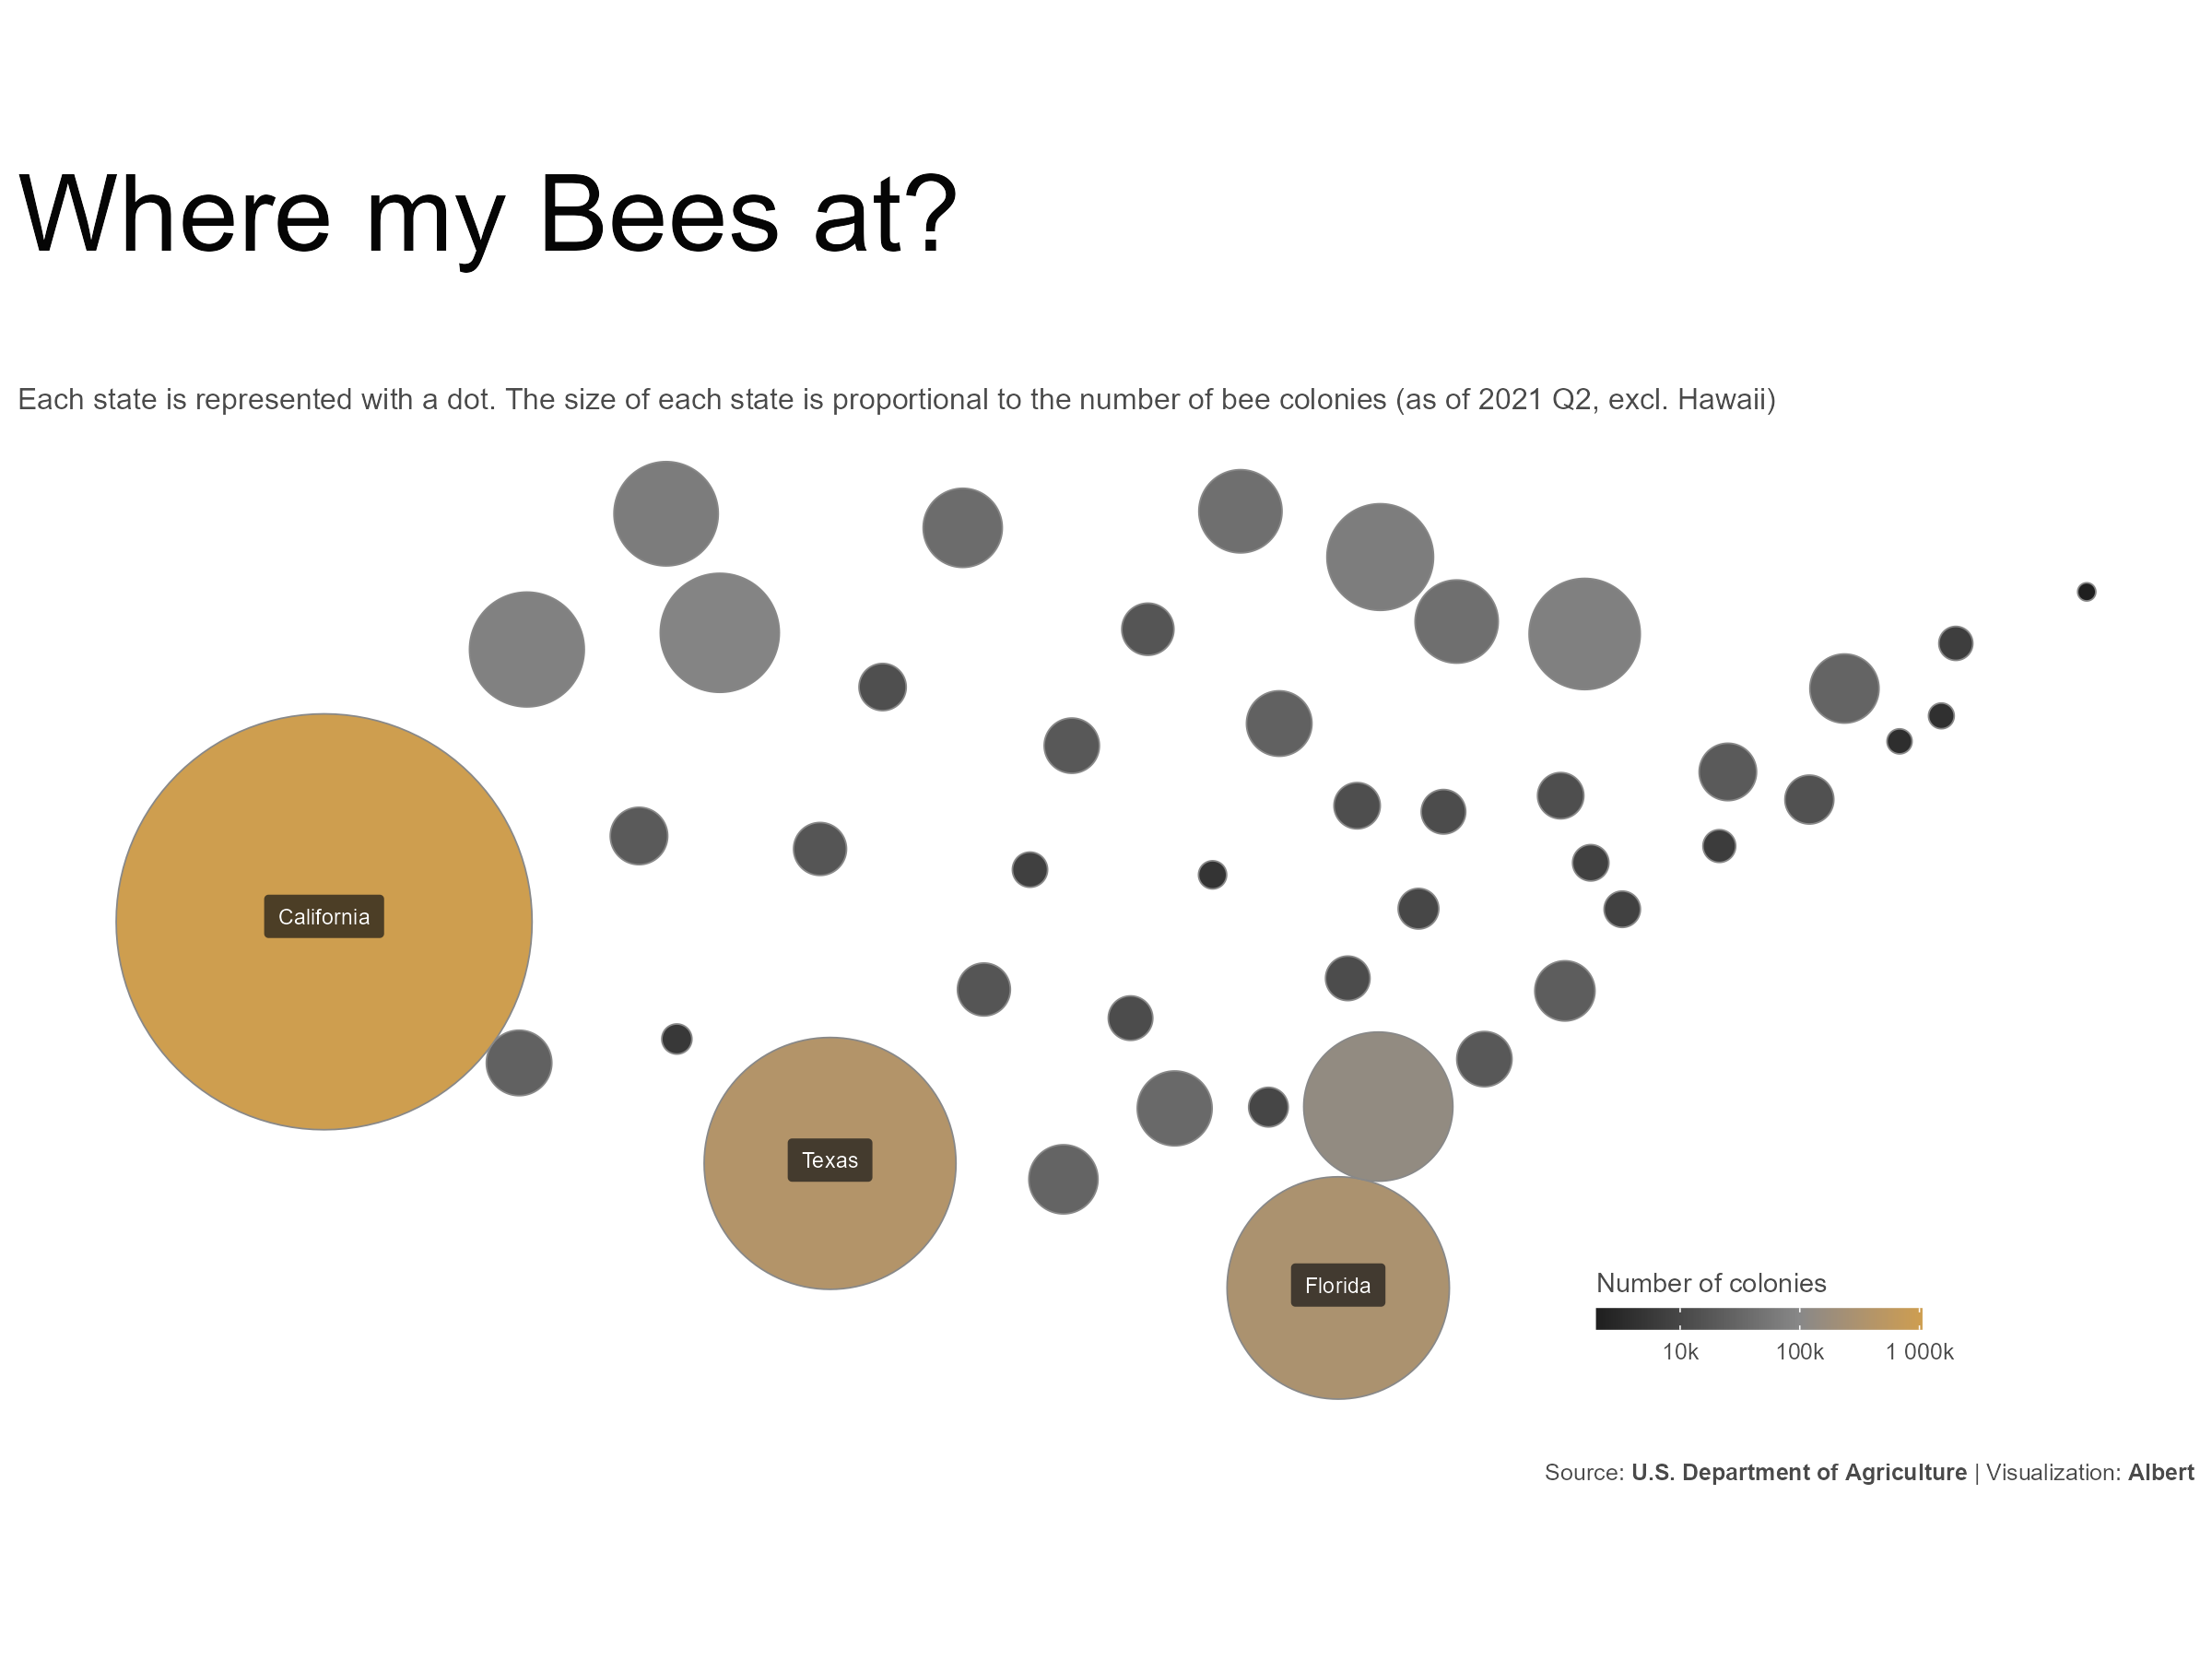 Where my Bees at?
Each state is represented with a dot. The size of each state is proportional to the number of bee colonies (as of 2021 Q2, excl. Hawaii)
California
Texas
Florida
Number of colonies
10k 100k 1 000k
Source: U.S. Department of Agriculture | Visualization: Albert